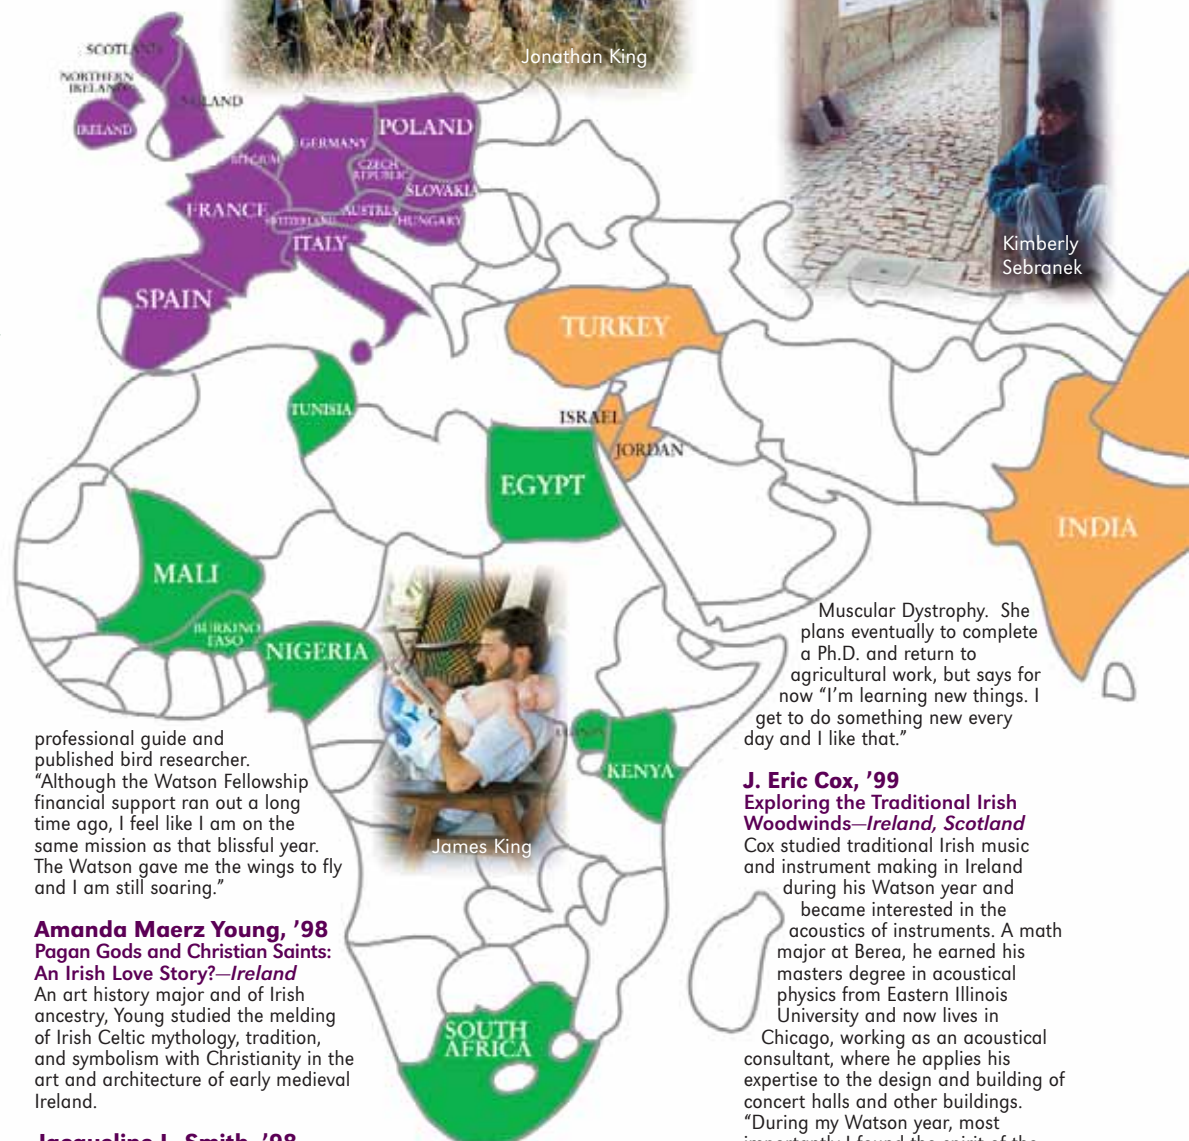 Jonathan King
Kimberly
Sebranek
SCOTLAND
NORTHERN
IRELAND
IRELAND
BELGIUM
GERMANY
POLAND
CZECH
REPUBLIC
SLOVAKIA
FRANCE
SWITZERLAND
AUSTRIA
HUNGARY
ITALY
SPAIN
TURKEY
TUNISIA
ISRAEL
JORDAN
EGYPT
INDIA
MALI
BURKINO
FASO
NIGERIA
UGANDA
KENYA
James King
SOUTH
AFRICA
professional guide and
published bird researcher.
“Although the Watson Fellowship
financial support ran out a long
time ago, I feel like I am on the
same mission as that blissful year.
The Watson gave me the wings to fly
and I am still soaring.”
Amanda Maerz Young, ’98
Pagan Gods and Christian Saints:
An Irish Love Story?—Ireland
An art history major and of Irish
ancestry, Young studied the melding
of Irish Celtic mythology, tradition,
and symbolism with Christianity in the
art and architecture of early medieval
Ireland.
Jacqueline L. Smith, ’98
Muscular Dystrophy. She
plans eventually to complete
a Ph.D. and return to
agricultural work, but says for
now “I’m learning new things. I
get to do something new every
day and I like that.”
J. Eric Cox, ’99
Exploring the Traditional Irish
Woodwinds—Ireland, Scotland
Cox studied traditional Irish music
and instrument making in Ireland
during his Watson year and
became interested in the
acoustics of instruments. A math
major at Berea, he earned his
masters degree in acoustical
physics from Eastern Illinois
University and now lives in
Chicago, working as an acoustical
consultant, where he applies his
expertise to the design and building of
concert halls and other buildings.
“During my Watson year, most
importantly I found the spirit of the